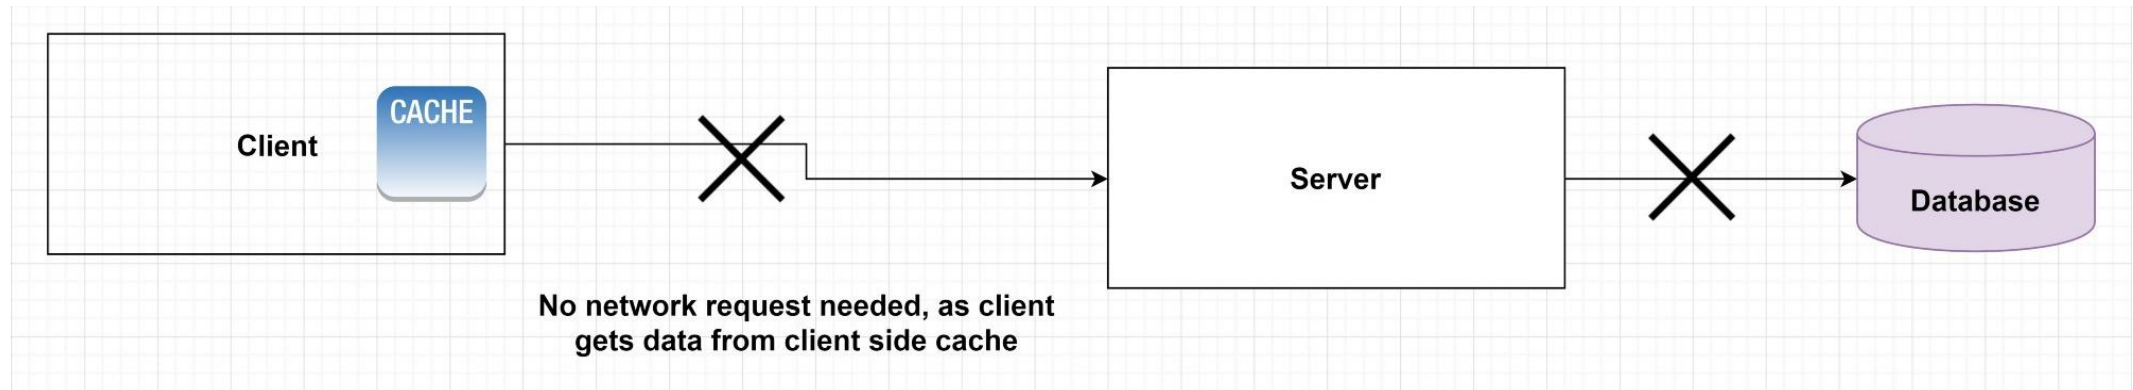 Client
CACHE
Server
Database
No network request needed, as client
gets data from client side cache